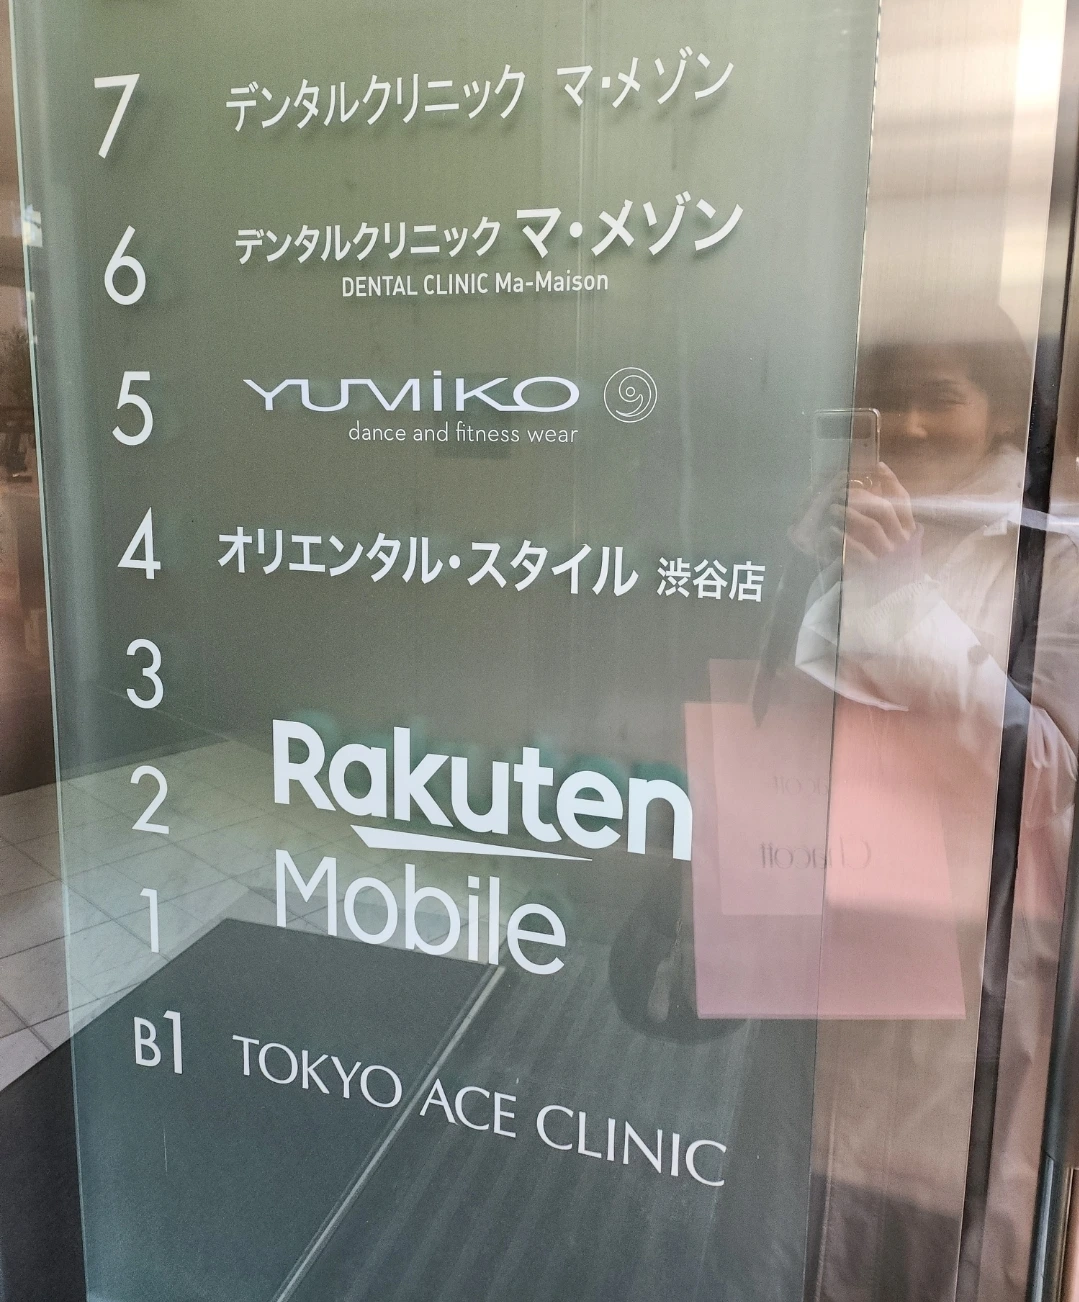 7 デンタルクリニック マ・メゾン
6 デンタルクリニック マ・メゾン
DENTAL CLINIC Ma-Maison
5 YUMIKO
dance and fitness wear
4 オリエンタル・スタイル 渋谷店
3
Rakuten
2
Mobile
1
B1 TOKYO ACE CLINIC
Chacott